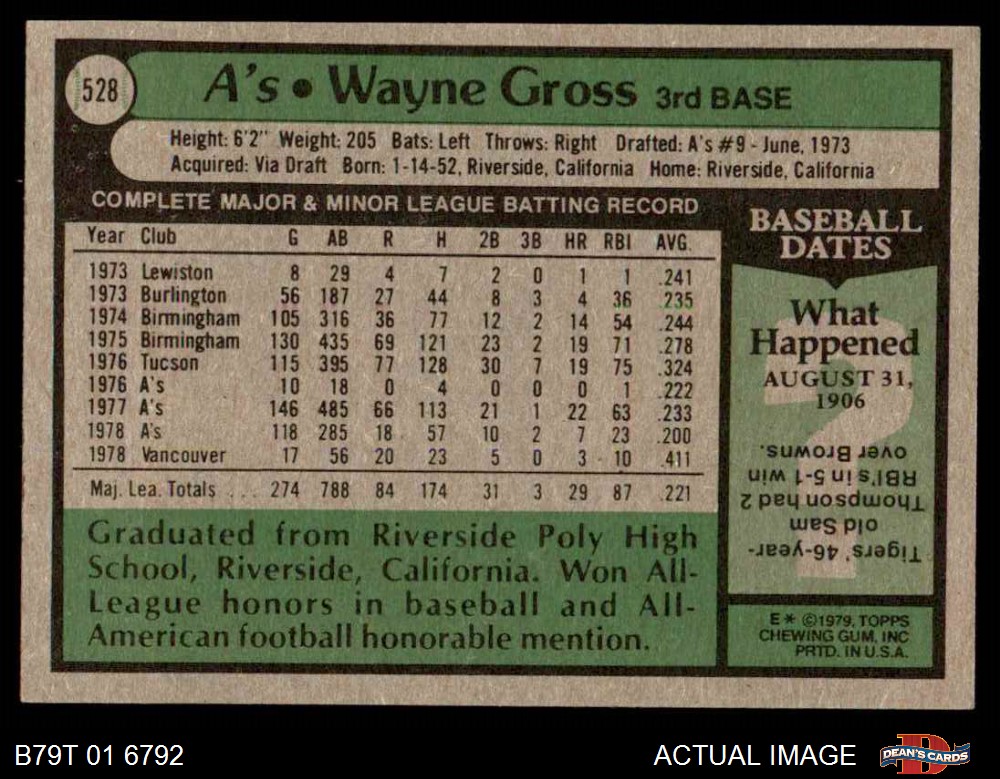 528
A's • Wayne Gross 3rd BASE
Height: 6'2" Weight: 205 Bats: Left Throws: Right Drafted: A's #9 - June, 1973
Acquired: Via Draft Born: 1-14-52, Riverside, California Home: Riverside, California
COMPLETE MAJOR & MINOR LEAGUE BATTING RECORD
Year Club G AB R H 2B 3B HR RBI AVG.
1973 Lewiston 8 29 4 7 2 0 1 1 .241
1973 Burlington 56 187 27 44 8 3 4 36 .235
1974 Birmingham 105 316 36 77 12 2 14 54 .244
1975 Birmingham 130 435 69 121 23 2 19 71 .278
1976 Tucson 115 395 77 128 30 7 19 75 .324
1976 A's 10 18 0 4 0 0 0 1 .222
1977 A's 146 485 66 113 21 1 22 63 .233
1978 A's 118 285 18 57 10 2 7 23 .200
1978 Vancouver 17 56 20 23 5 0 3 10 .411
Maj. Lea. Totals ... 274 788 84 174 31 3 29 87 .221
Graduated from Riverside Poly High
School, Riverside, California. Won All-
League honors in baseball and All-
American football honorable mention.
BASEBALL
DATES
What
Happened
AUGUST 31,
1906
?
Tigers' 46-year-
old Sam
Thompson had 2
RBI's in 5-1 win
over Browns.
E* ©1979, TOPPS
CHEWING GUM, INC
PRTD. IN U.S.A.
B79T 01 6792
ACTUAL IMAGE
D
DEAN'S CARDS